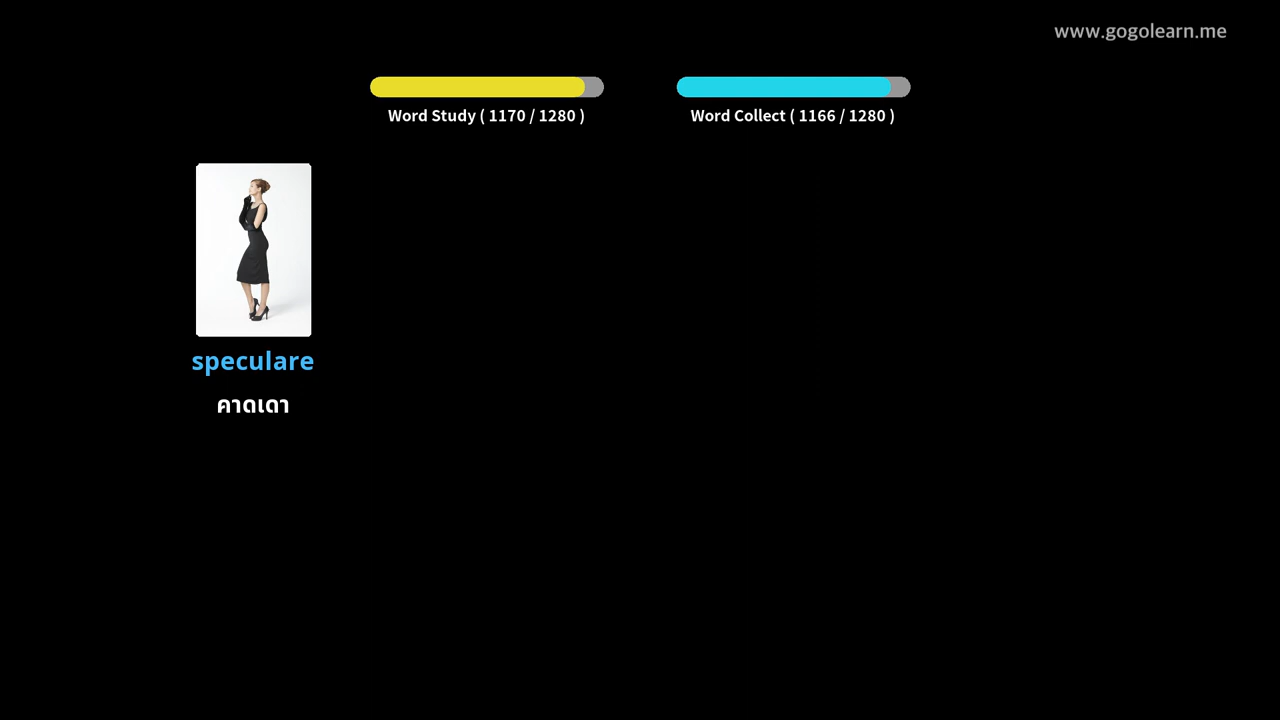 www.gogolearn.me
Word Study ( 1170 / 1280 )
Word Collect ( 1166 / 1280 )
speculare
คาดเดา